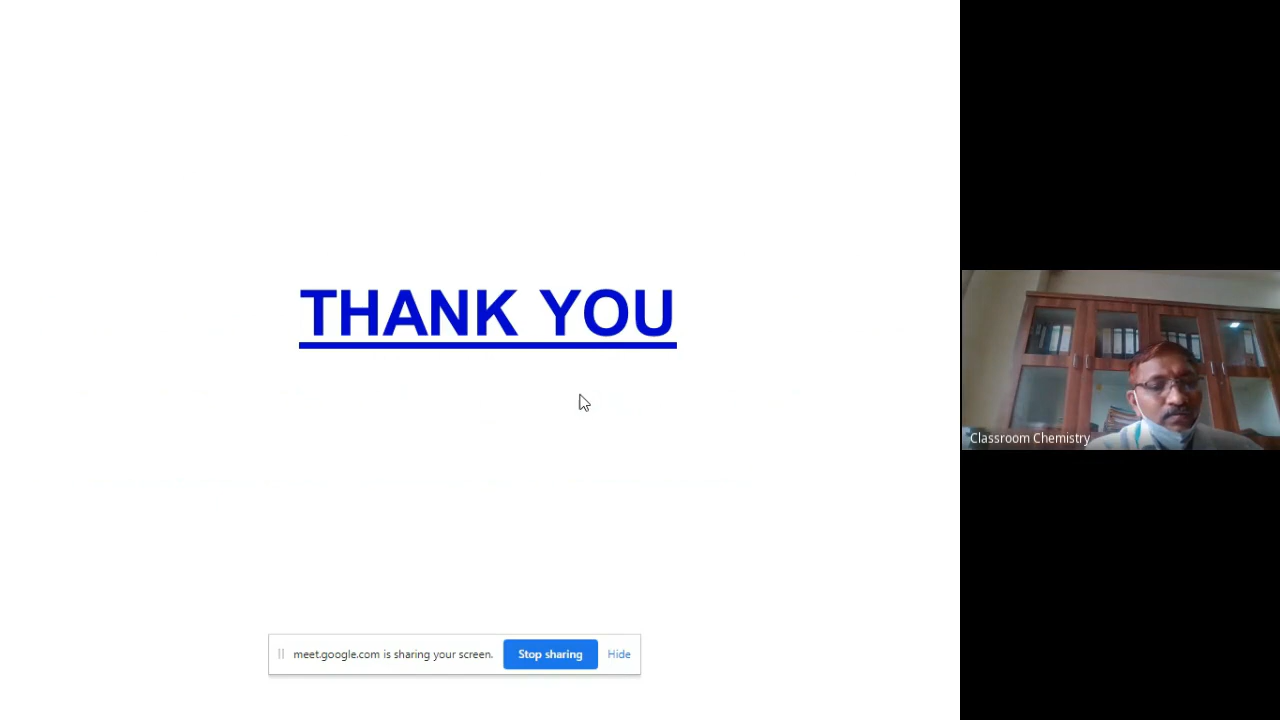 THANK YOU
Classroom Chemistry
meet.google.com is sharing your screen.
Stop sharing
Hide